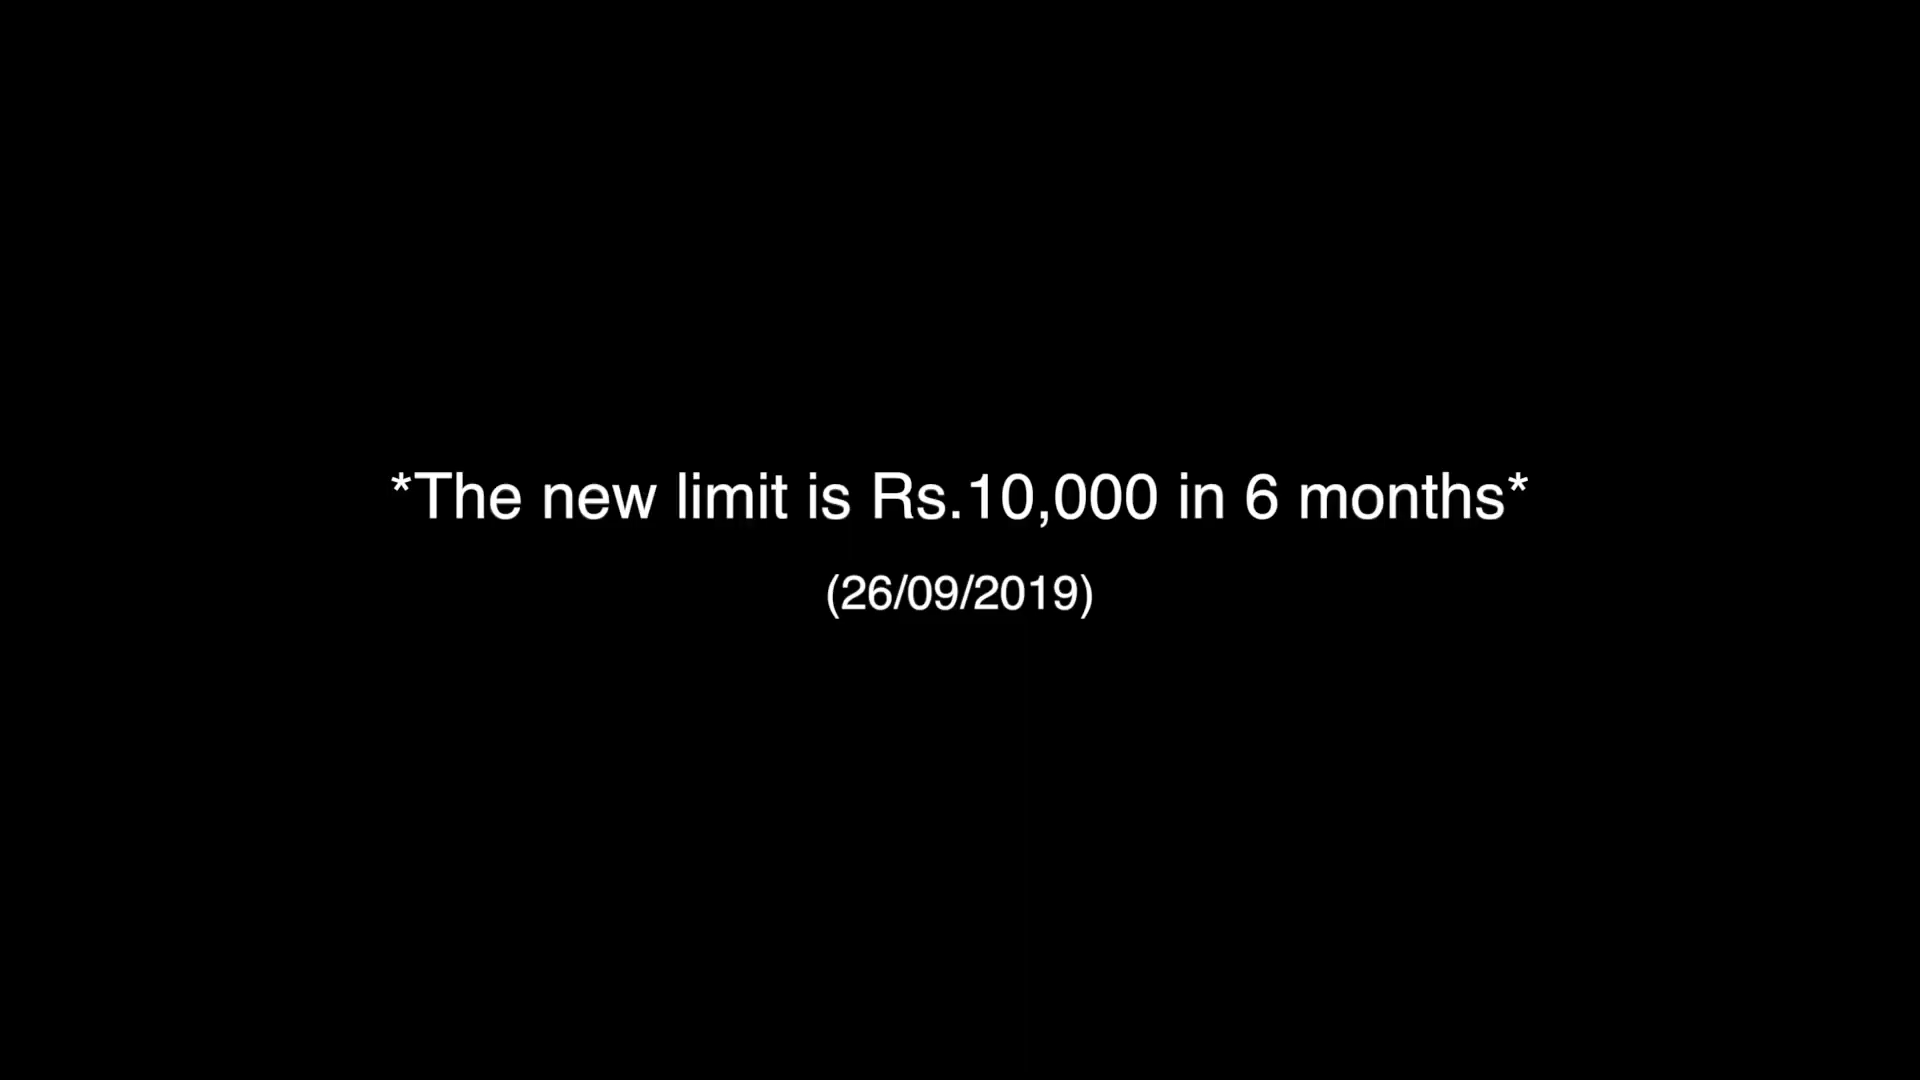 *The new limit is Rs.10,000 in 6 months*
(26/09/2019)